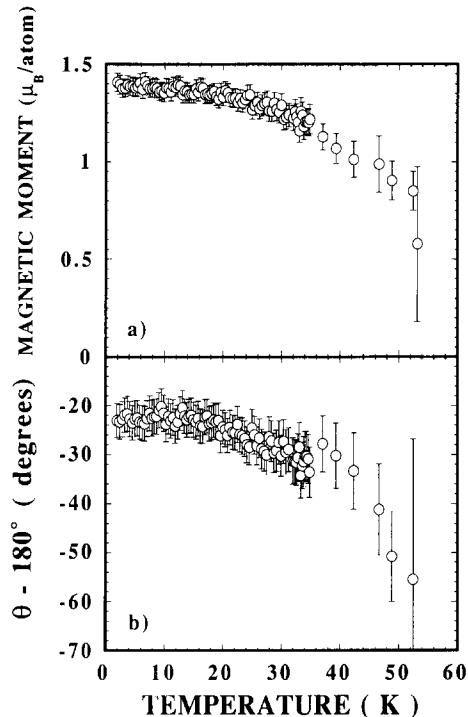 MAGNETIC MOMENT (μB/atom)
1.5
1
0.5
0
a)
θ - 180° ( degrees)
-20
-30
-40
-50
-60
-70
b)
0 10 20 30 40 50 60
TEMPERATURE ( K )